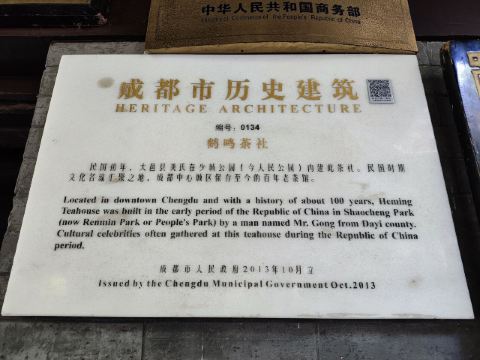 中华人民共和国商务部
成都市历史建筑
HERITAGE ARCHITECTURE
编号：0134
鹤鸣茶社
民国初年，大邑县龚氏在少城公园（今人民公园）内建此茶社。民国时期
文化名流汇聚之地，成都中心城区保存至今的百年老茶馆。
Located in downtown Chengdu and with a history of about 100 years, Heming
Teahouse was built in the early period of the Republic of China in Shaocheng Park
(now Renmin Park or People's Park) by a man named Mr. Gong from Dayi county.
Cultural celebrities often gathered at this teahouse during the Republic of China
period.
成都市人民政府2013年10月立
Issued by the Chengdu Municipal Government Oct.2013